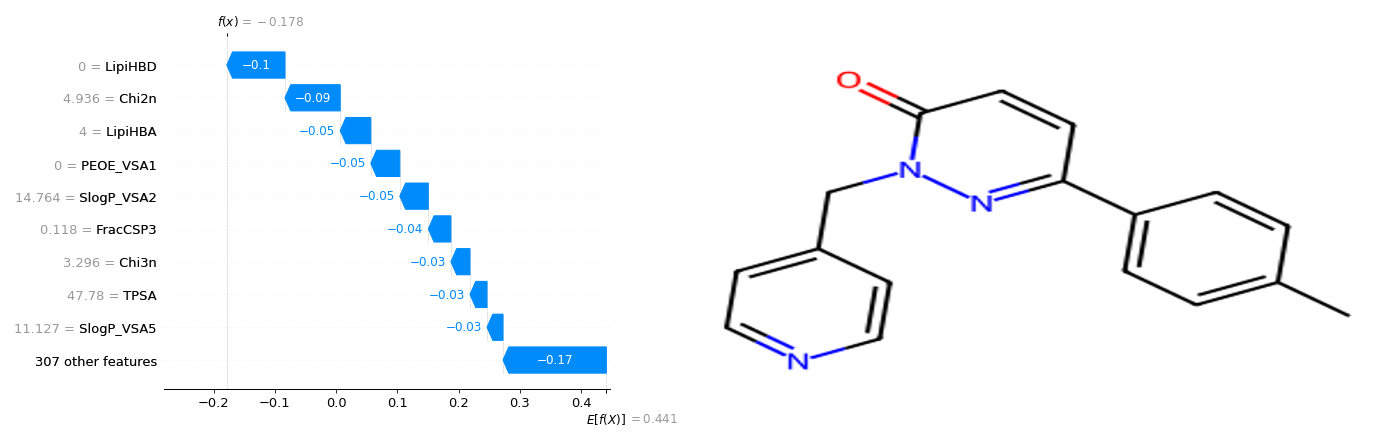 f(x) = −0.178
0 = LipiHBD −0.1
4.936 = Chi2n −0.09
4 = LipiHBA −0.05
0 = PEOE_VSA1 −0.05
14.764 = SlogP_VSA2 −0.05
0.118 = FracCSP3 −0.04
3.296 = Chi3n −0.03
47.78 = TPSA −0.03
11.127 = SlogP_VSA5 −0.03
307 other features −0.17
−0.2 −0.1 0.0 0.1 0.2 0.3 0.4
E[f(X)] = 0.441
O
N
N
N